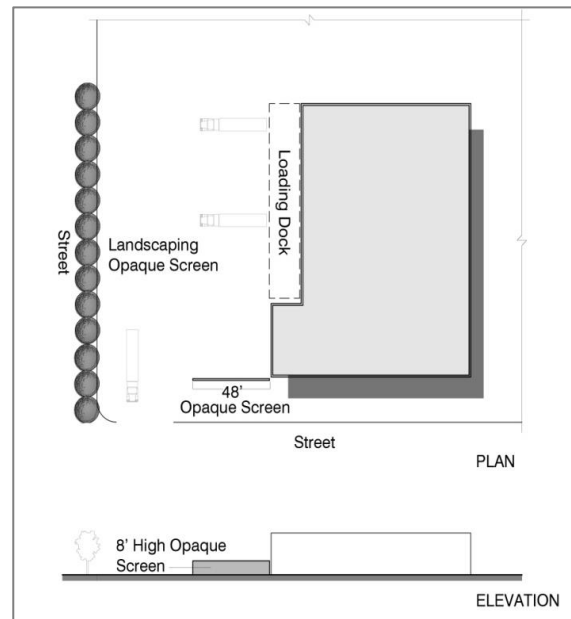 Loading Dock
Street
Landscaping
Opaque Screen
48'
Opaque Screen
Street
PLAN
8' High Opaque
Screen
ELEVATION